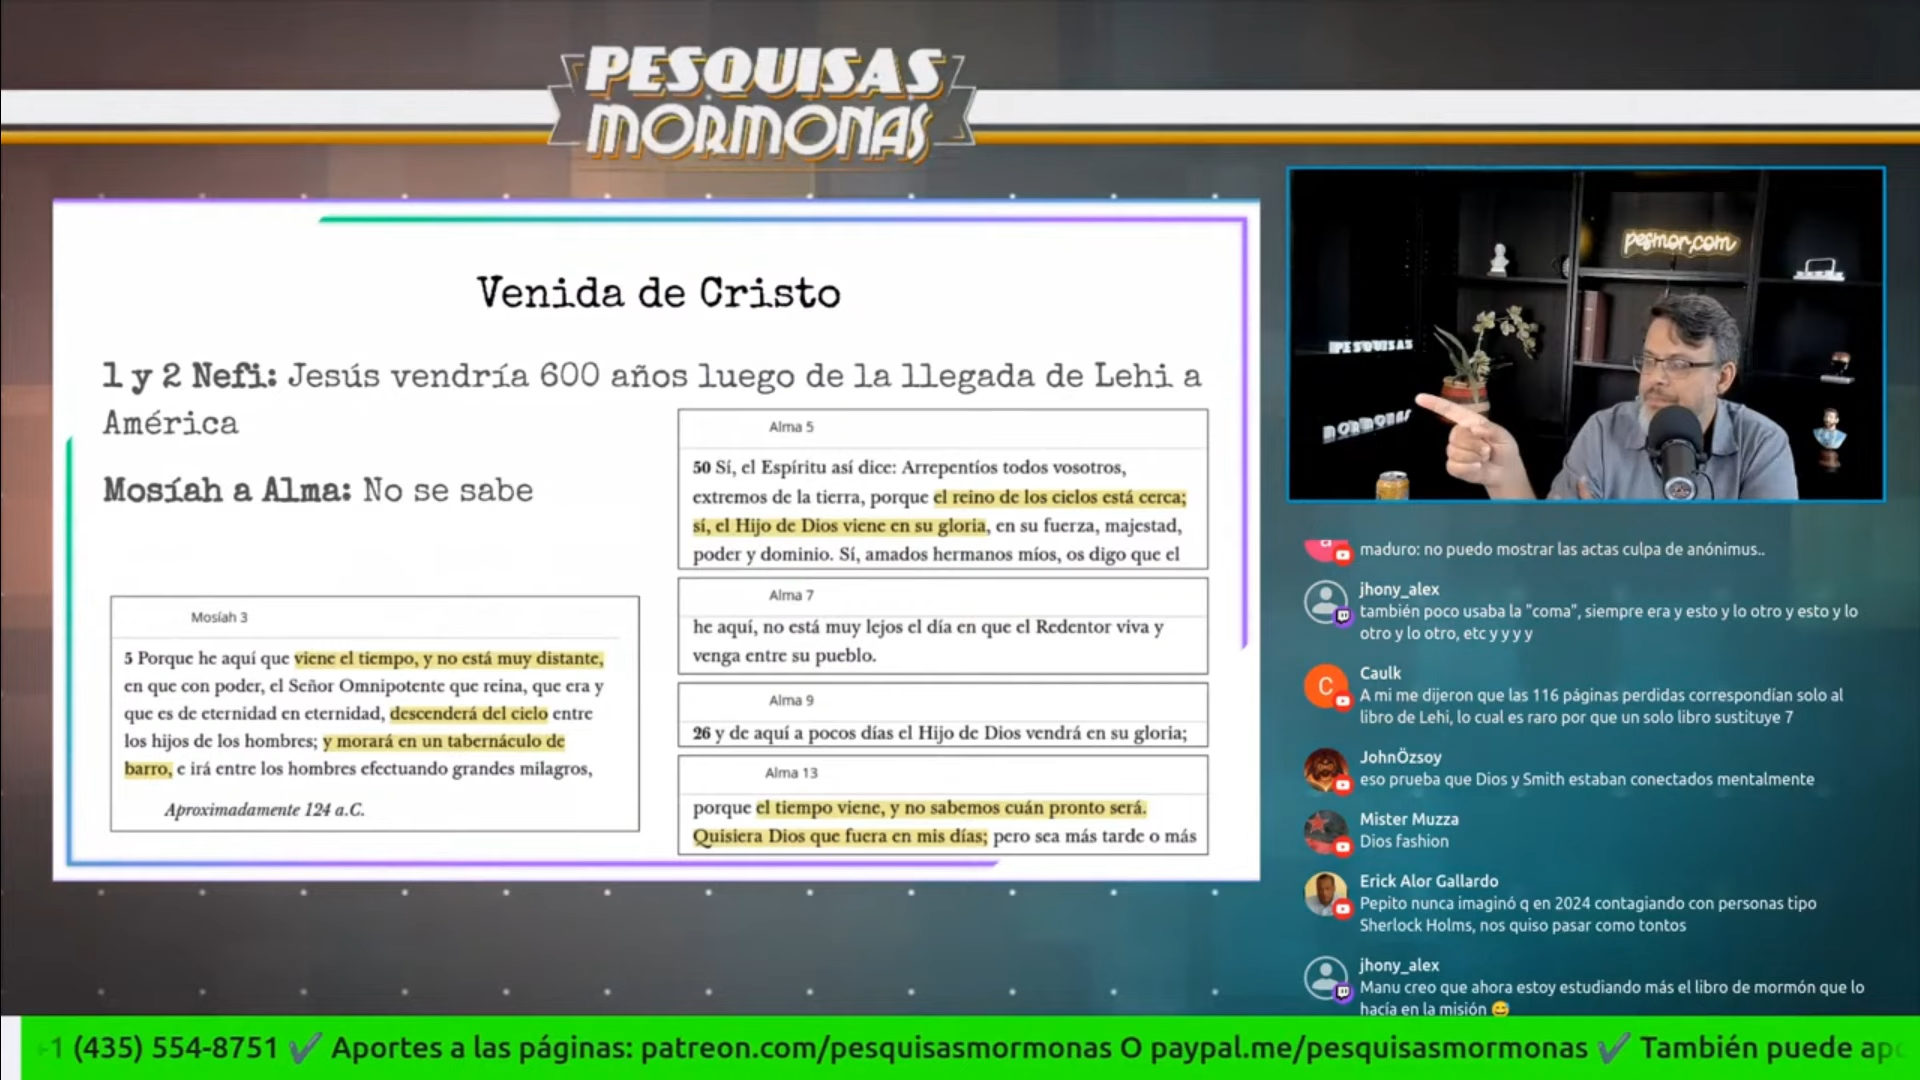 PESQUISAS
MORMONAS
Venida de Cristo
1 y 2 Nefi: Jesús vendría 600 años luego de la llegada de Lehi a
América
Mosíah a Alma: No se sabe
Mosíah 3
5 Porque he aquí que viene el tiempo, y no está muy distante,
en que con poder, el Señor Omnipotente que reina, que era y
que es de eternidad en eternidad, descenderá del cielo entre
los hijos de los hombres; y morará en un tabernáculo de
barro, e irá entre los hombres efectuando grandes milagros,
Aproximadamente 124 a.C.
Alma 5
50 Sí, el Espíritu así dice: Arrepentíos todos vosotros,
extremos de la tierra, porque el reino de los cielos está cerca;
sí, el Hijo de Dios viene en su gloria, en su fuerza, majestad,
poder y dominio. Sí, amados hermanos míos, os digo que el
Alma 7
he aquí, no está muy lejos el día en que el Redentor viva y
venga entre su pueblo.
Alma 9
26 y de aquí a pocos días el Hijo de Dios vendrá en su gloria;
Alma 13
porque el tiempo viene, y no sabemos cuán pronto será.
Quisiera Dios que fuera en mis días; pero sea más tarde o más
pesmor.com
PESQUISAS
MORMONAS
maduro: no puedo mostrar las actas culpa de anónimus..
jhony_alex
también poco usaba la "coma", siempre era y esto y lo otro y esto y lo
otro y lo otro, etc y y y y
C
Caulk
A mi me dijeron que las 116 páginas perdidas correspondían solo al
libro de Lehi, lo cual es raro por que un solo libro sustituye 7
JohnÖzsoy
eso prueba que Dios y Smith estaban conectados mentalmente
Mister Muzza
Dios fashion
Erick Alor Gallardo
Pepito nunca imaginó q en 2024 contagiando con personas tipo
Sherlock Holms, nos quiso pasar como tontos
jhony_alex
Manu creo que ahora estoy estudiando más el libro de mormón que lo
hacía en la misión 😅
+1 (435) 554-8751 ✔ Aportes a las páginas: patreon.com/pesquisasmormonas O paypal.me/pesquisasmormonas ✔ También puede apo